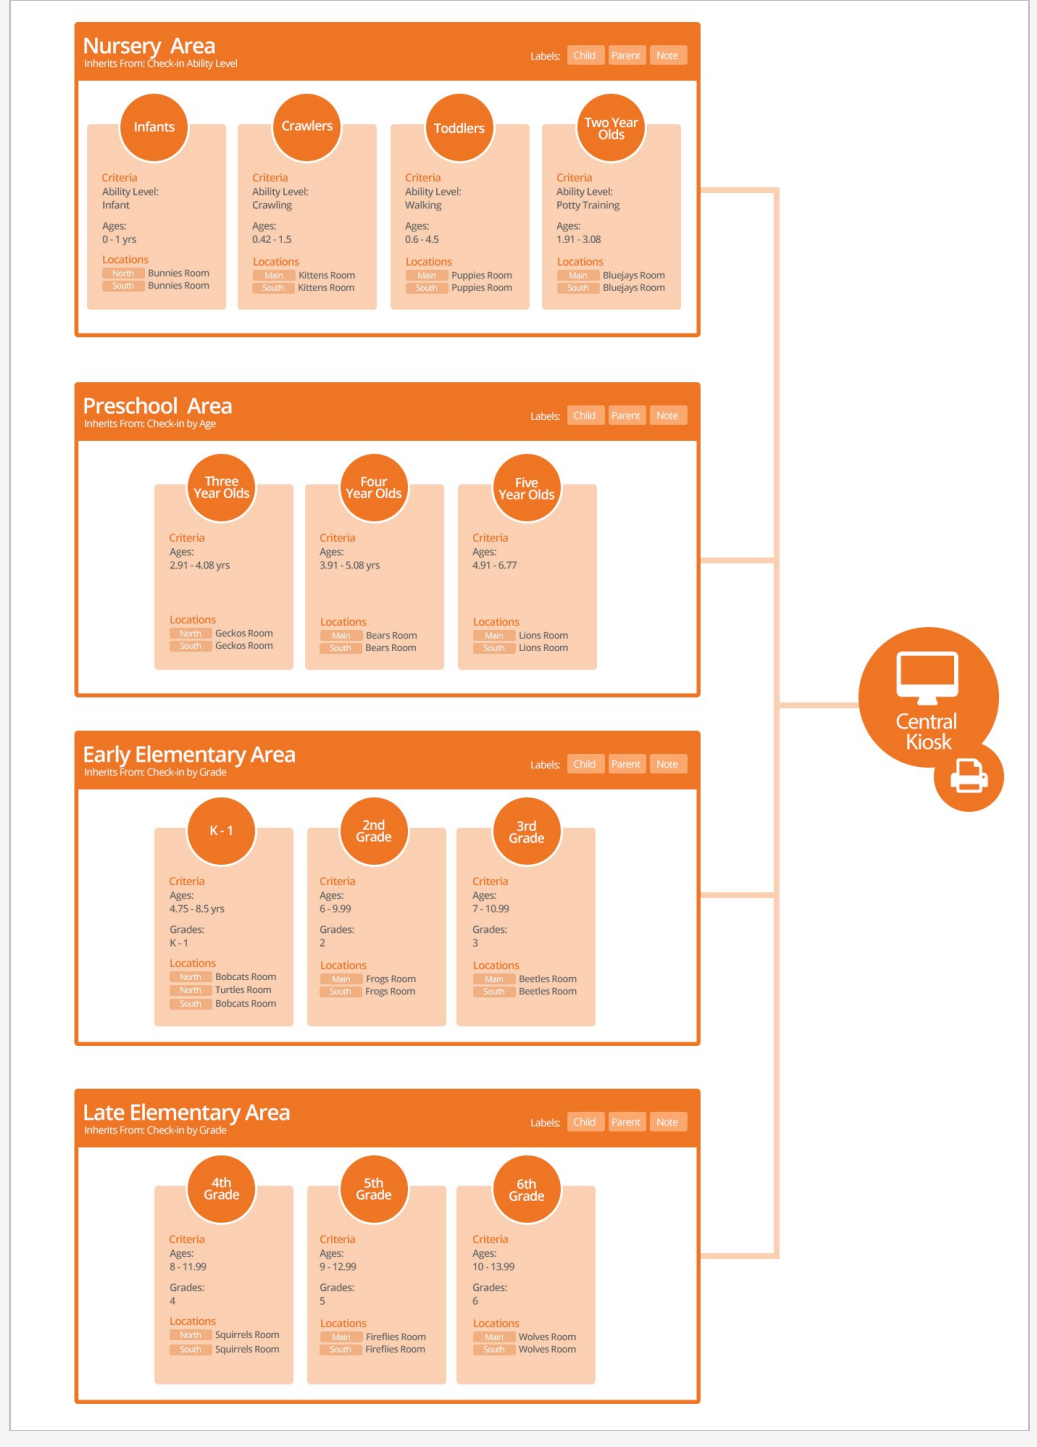 Nursery Area
Inherits From: Check-in Ability Level
Labels: Child Parent Note
Infants
Criteria
Ability Level:
Infant
Ages:
0 - 1 yrs
Locations
North Bunnies Room
South Bunnies Room
Crawlers
Criteria
Ability Level:
Crawling
Ages:
0.42 - 1.5
Locations
Main Kittens Room
South Kittens Room
Toddlers
Criteria
Ability Level:
Walking
Ages:
0.6 - 4.5
Locations
Main Puppies Room
South Puppies Room
Two Year
Olds
Criteria
Ability Level:
Potty Training
Ages:
1.91 - 3.08
Locations
Main Bluejays Room
South Bluejays Room
Preschool Area
Inherits From: Check-in by Age
Labels: Child Parent Note
Three
Year Olds
Criteria
Ages:
2.91 - 4.08 yrs
Locations
North Geckos Room
South Geckos Room
Four
Year Olds
Criteria
Ages:
3.91 - 5.08 yrs
Locations
Main Bears Room
South Bears Room
Five
Year Olds
Criteria
Ages:
4.91 - 6.77
Locations
Main Lions Room
South Lions Room
Central
Kiosk
Early Elementary Area
Inherits From: Check-in by Grade
Labels: Child Parent Note
K - 1
Criteria
Ages:
4.75 - 8.5 yrs
Grades:
K - 1
Locations
North Bobcats Room
North Turtles Room
South Bobcats Room
2nd
Grade
Criteria
Ages:
6 - 9.99
Grades:
2
Locations
Main Frogs Room
South Frogs Room
3rd
Grade
Criteria
Ages:
7 - 10.99
Grades:
3
Locations
Main Beetles Room
South Beetles Room
Late Elementary Area
Inherits From: Check-in by Grade
Labels: Child Parent Note
4th
Grade
Criteria
Ages:
8 - 11.99
Grades:
4
Locations
North Squirrels Room
South Squirrels Room
5th
Grade
Criteria
Ages:
9 - 12.99
Grades:
5
Locations
Main Fireflies Room
South Fireflies Room
6th
Grade
Criteria
Ages:
10 - 13.99
Grades:
6
Locations
Main Wolves Room
South Wolves Room